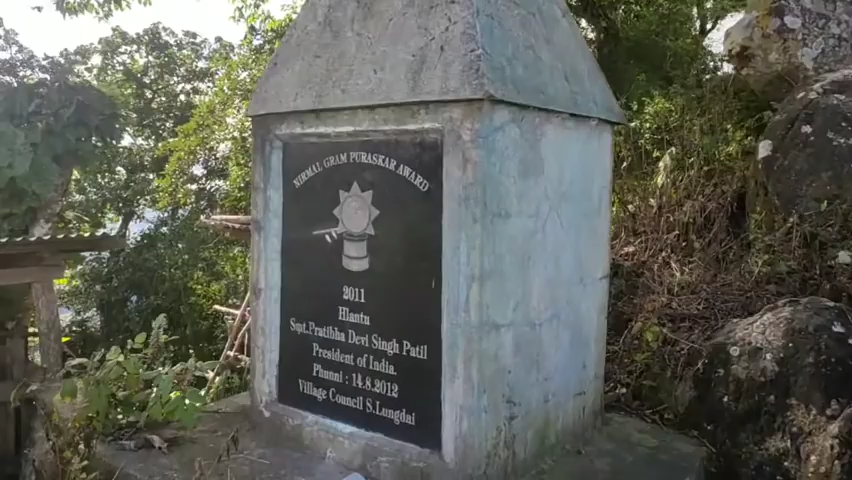 NIRMAL GRAM PURASKAR AWARD
2011
Hlantu
Smt.Pratibha Devi Singh Patil
President of India.
Phunni : 14.8.2012
Village Council S.Lungdai